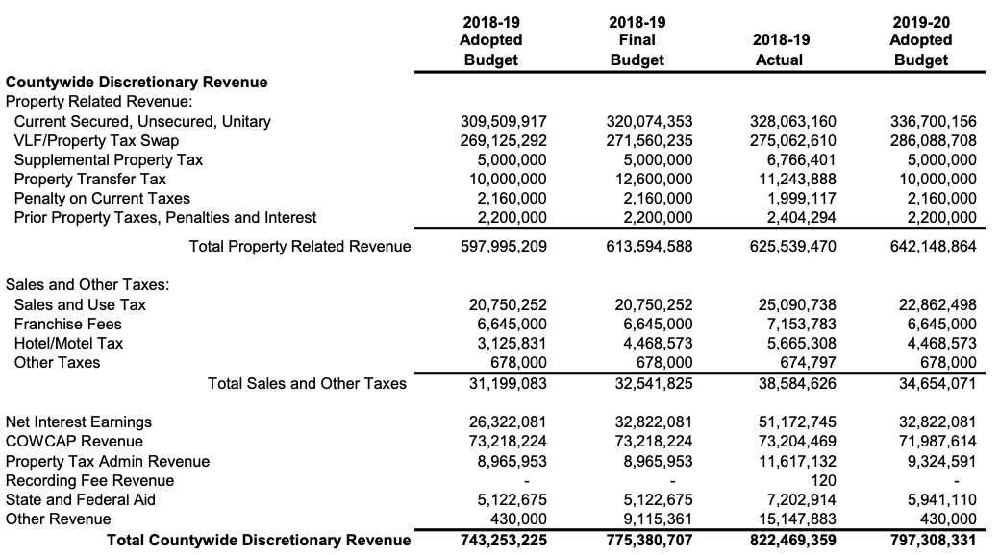 2018-19 2018-19 2019-20
Adopted Final 2018-19 Adopted
Budget Budget Actual Budget
Countywide Discretionary Revenue
Property Related Revenue:
Current Secured, Unsecured, Unitary 309,509,917 320,074,353 328,063,160 336,700,156
VLF/Property Tax Swap 269,125,292 271,560,235 275,062,610 286,088,708
Supplemental Property Tax 5,000,000 5,000,000 6,766,401 5,000,000
Property Transfer Tax 10,000,000 12,600,000 11,243,888 10,000,000
Penalty on Current Taxes 2,160,000 2,160,000 1,999,117 2,160,000
Prior Property Taxes, Penalties and Interest 2,200,000 2,200,000 2,404,294 2,200,000
Total Property Related Revenue 597,995,209 613,594,588 625,539,470 642,148,864
Sales and Other Taxes:
Sales and Use Tax 20,750,252 20,750,252 25,090,738 22,862,498
Franchise Fees 6,645,000 6,645,000 7,153,783 6,645,000
Hotel/Motel Tax 3,125,831 4,468,573 5,665,308 4,468,573
Other Taxes 678,000 678,000 674,797 678,000
Total Sales and Other Taxes 31,199,083 32,541,825 38,584,626 34,654,071
Net Interest Earnings 26,322,081 32,822,081 51,172,745 32,822,081
COWCAP Revenue 73,218,224 73,218,224 73,204,469 71,987,614
Property Tax Admin Revenue 8,965,953 8,965,953 11,617,132 9,324,591
Recording Fee Revenue - - 120 -
State and Federal Aid 5,122,675 5,122,675 7,202,914 5,941,110
Other Revenue 430,000 9,115,361 15,147,883 430,000
Total Countywide Discretionary Revenue 743,253,225 775,380,707 822,469,359 797,308,331